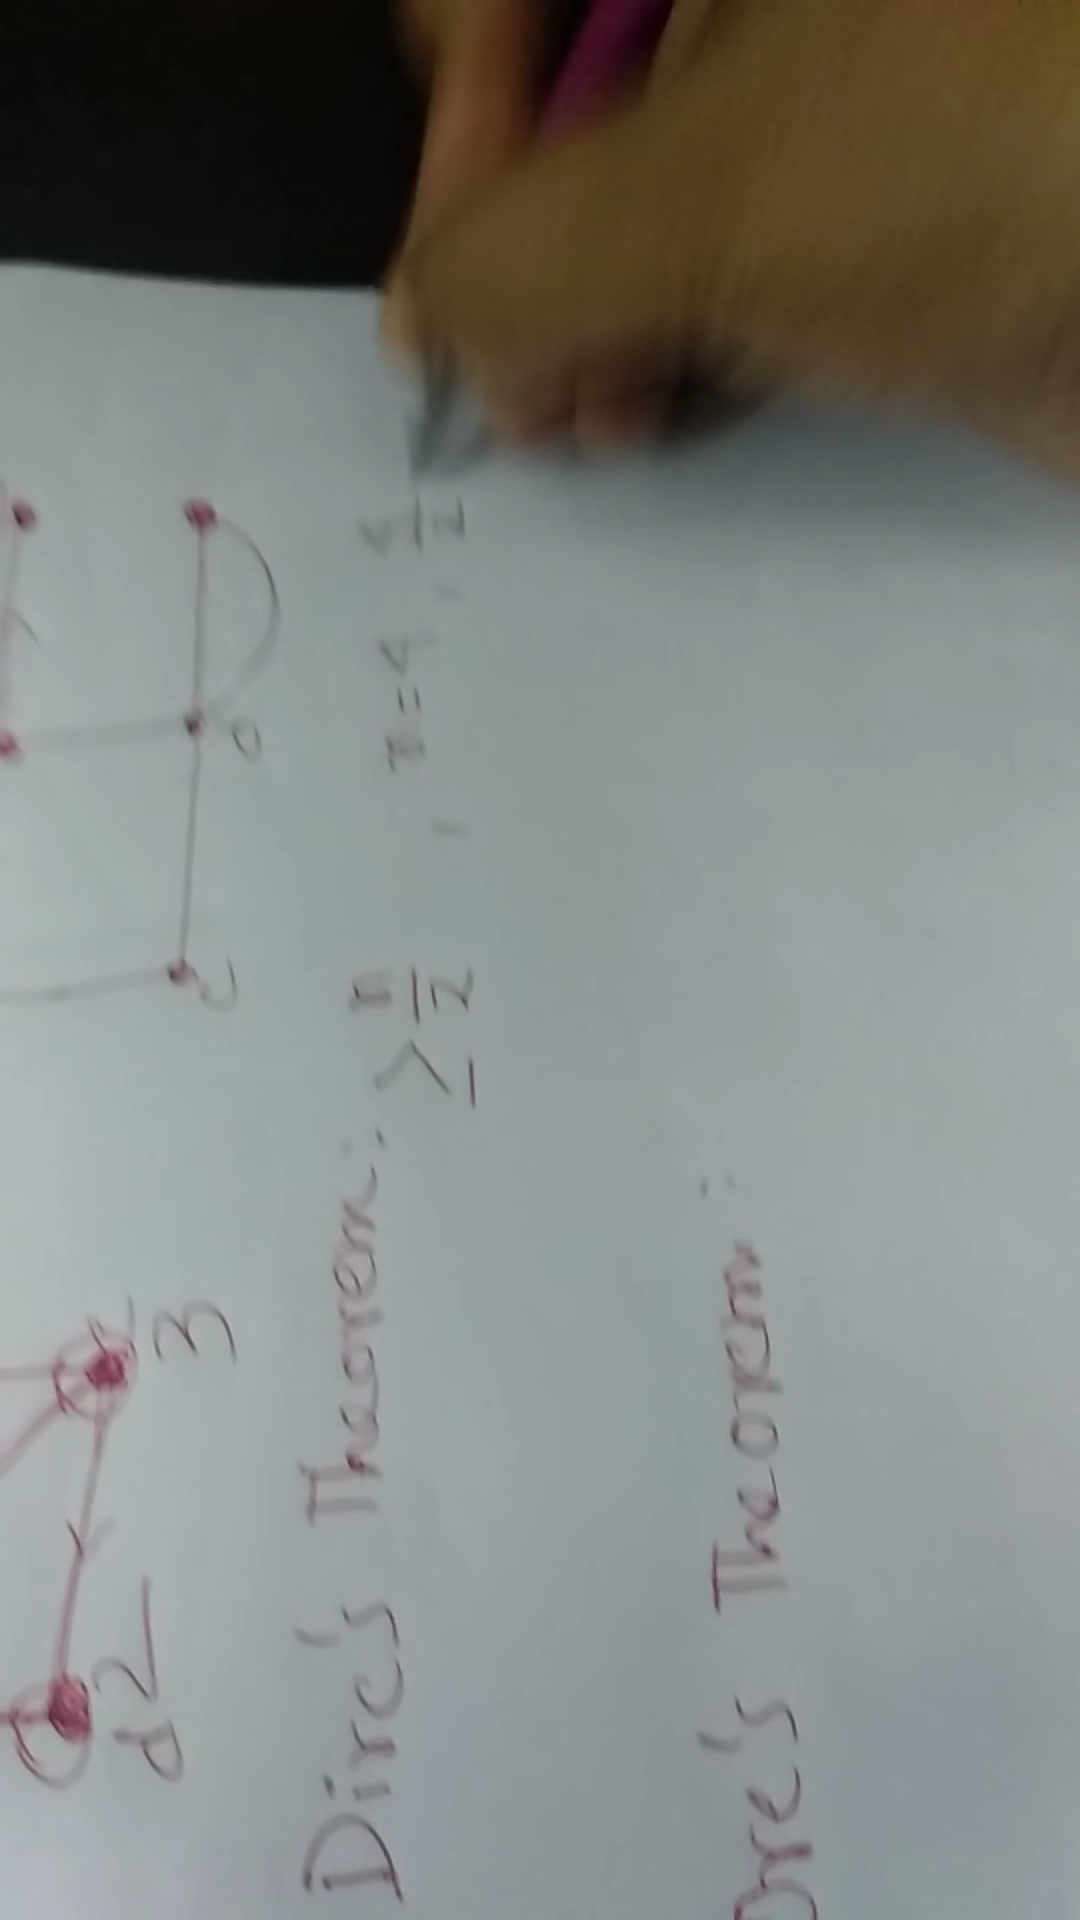 d2
3
c
D
Dirc's Theorem: ≥ n/2 , n=4, 4/2
Ore's Theorem: